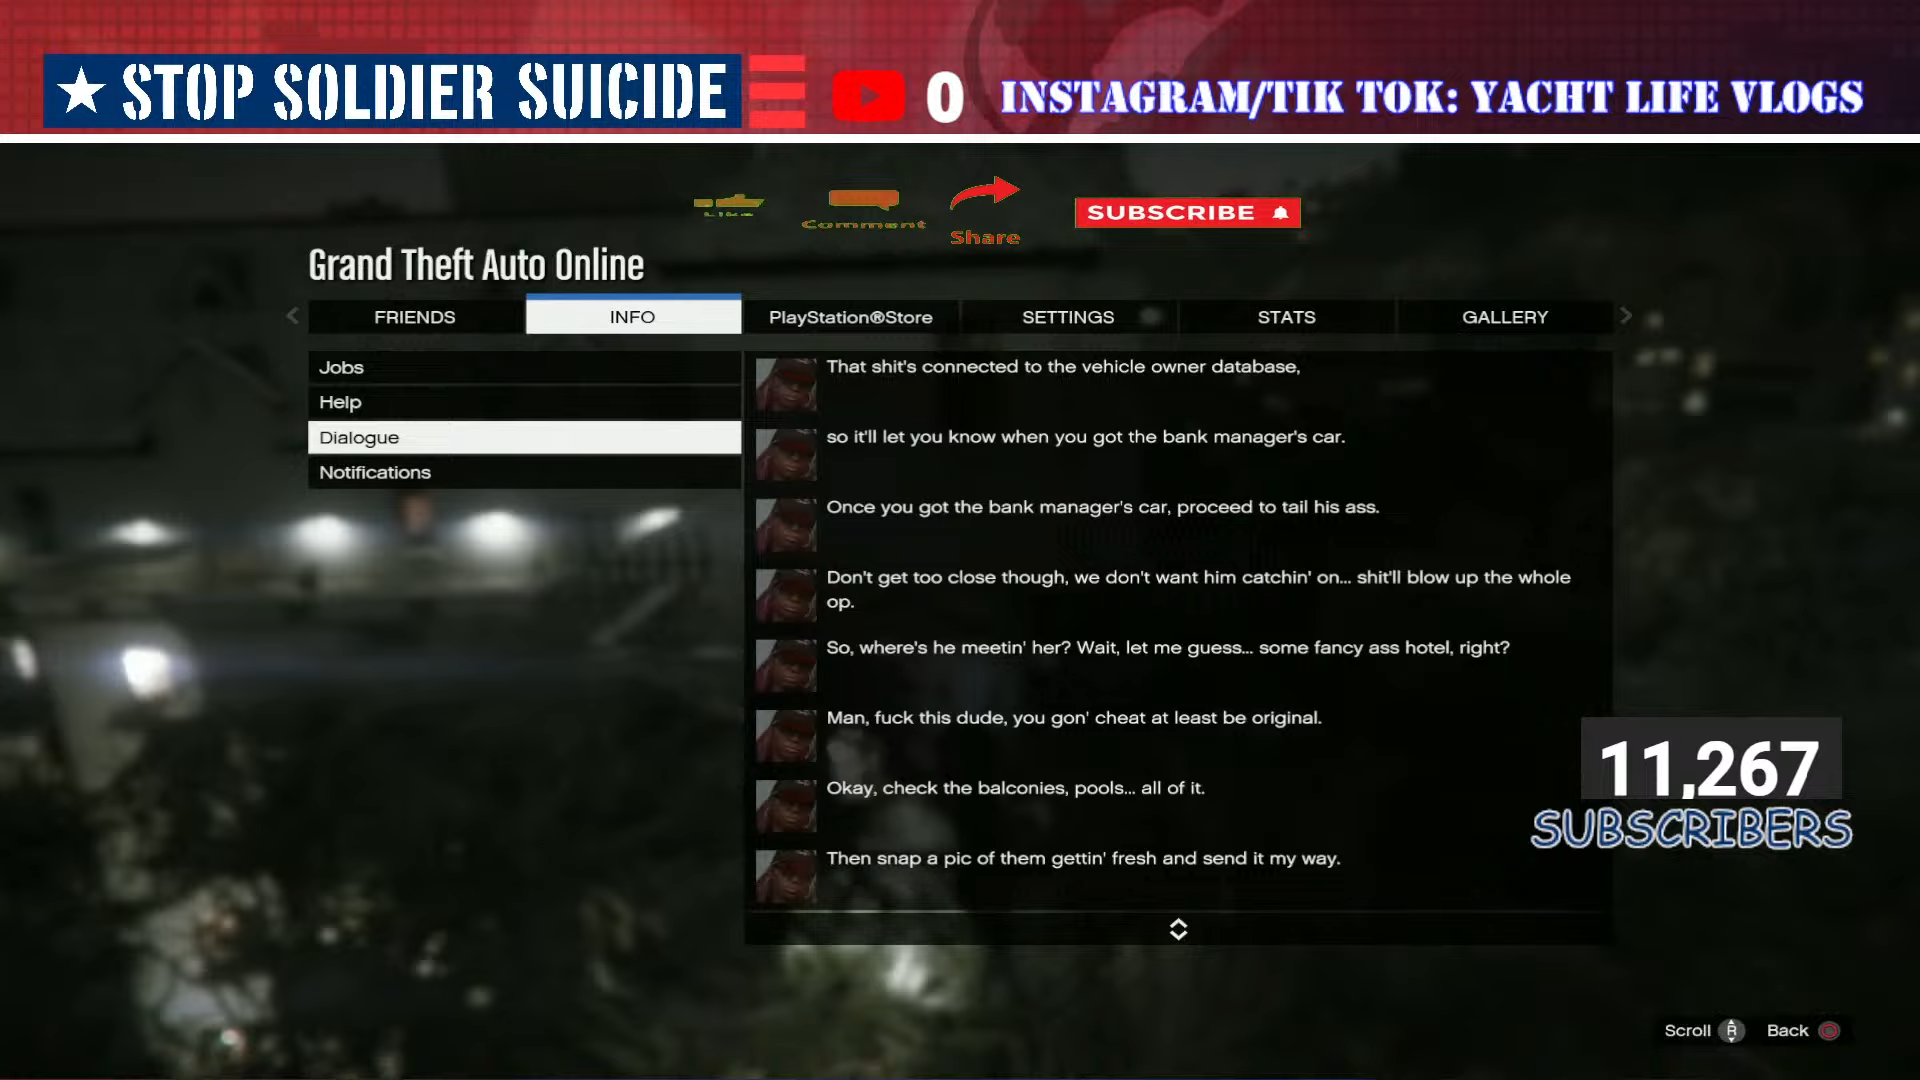 STOP SOLDIER SUICIDE
0
INSTAGRAM/TIK TOK: YACHT LIFE VLOGS
Like
Comment
Share
SUBSCRIBE
Grand Theft Auto Online
FRIENDS
INFO
PlayStation®Store
SETTINGS
STATS
GALLERY
Jobs
Help
Dialogue
Notifications
That shit's connected to the vehicle owner database,
so it'll let you know when you got the bank manager's car.
Once you got the bank manager's car, proceed to tail his ass.
Don't get too close though, we don't want him catchin' on... shit'll blow up the whole
op.
So, where's he meetin' her? Wait, let me guess... some fancy ass hotel, right?
Man, fuck this dude, you gon' cheat at least be original.
Okay, check the balconies, pools... all of it.
Then snap a pic of them gettin' fresh and send it my way.
11,267
SUBSCRIBERS
Scroll R Back